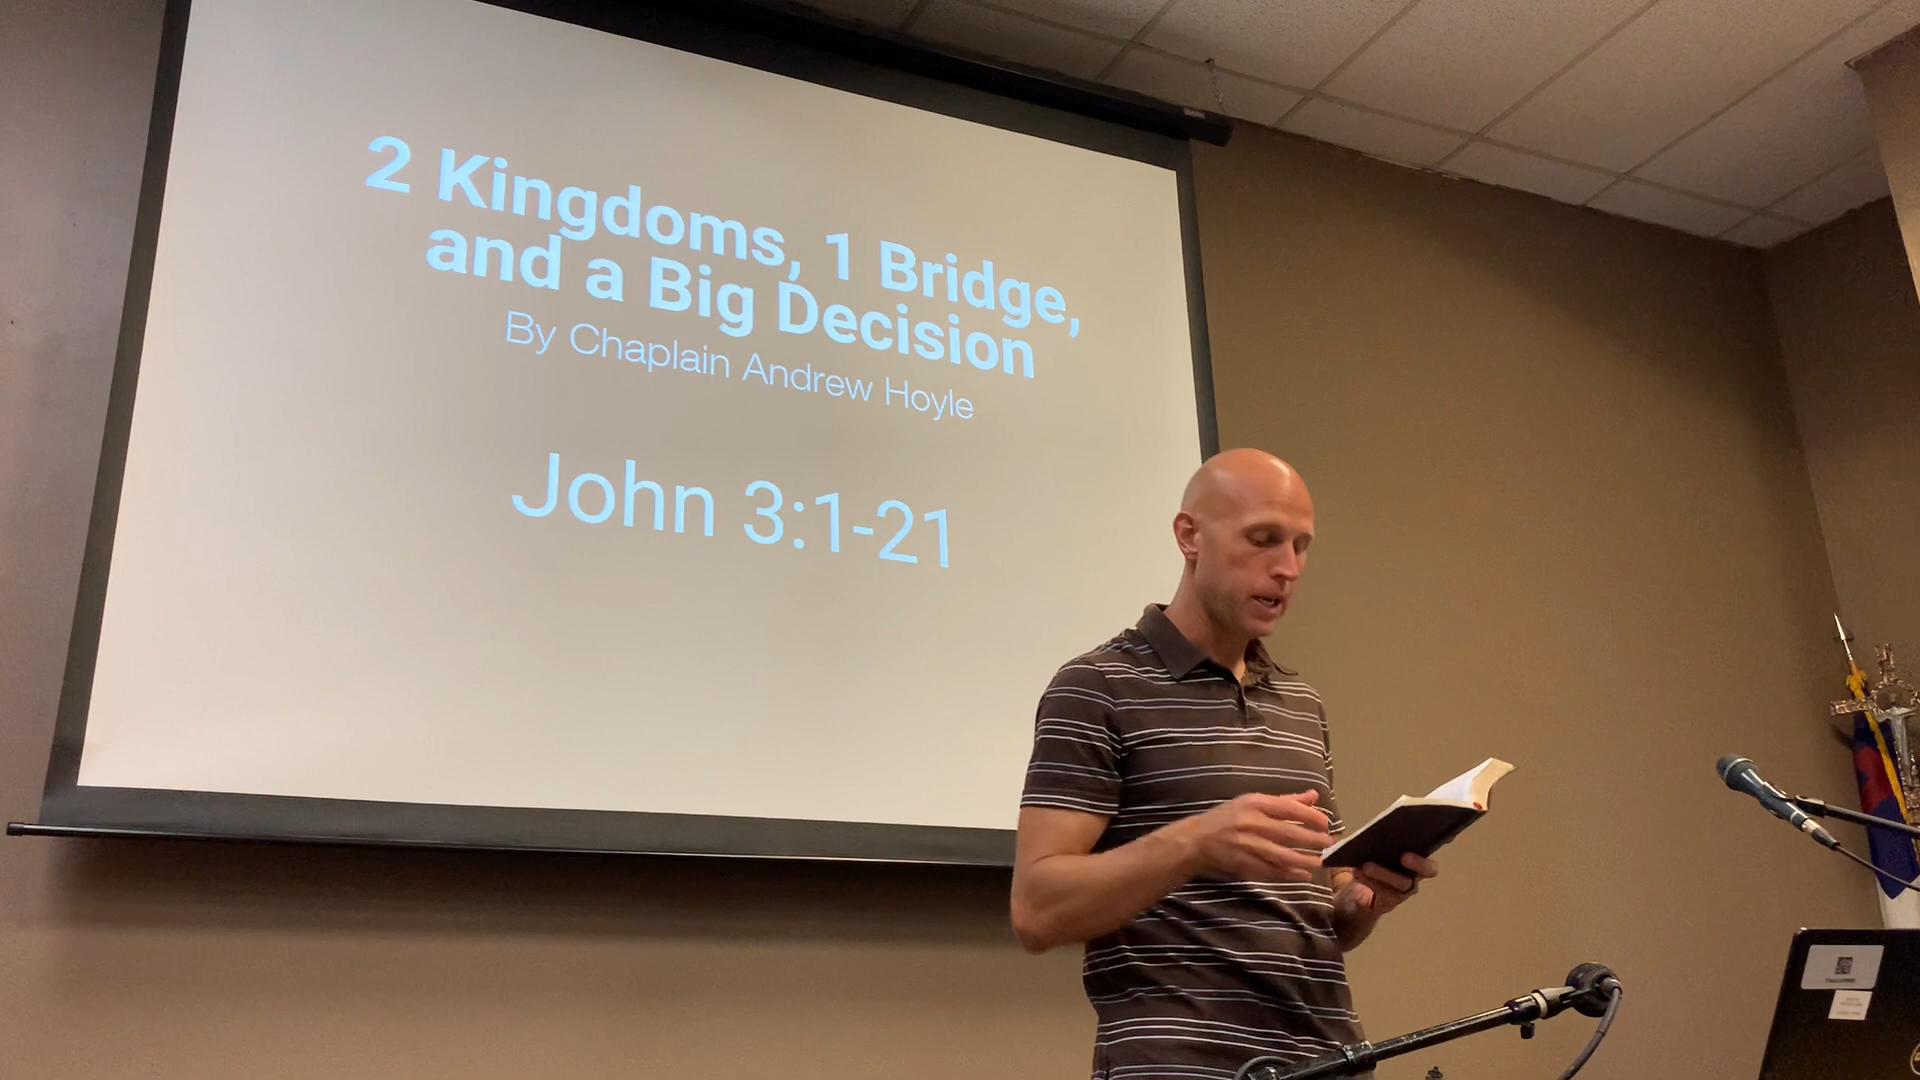 2 Kingdoms, 1 Bridge,
and a Big Decision
By Chaplain Andrew Hoyle
John 3:1-21